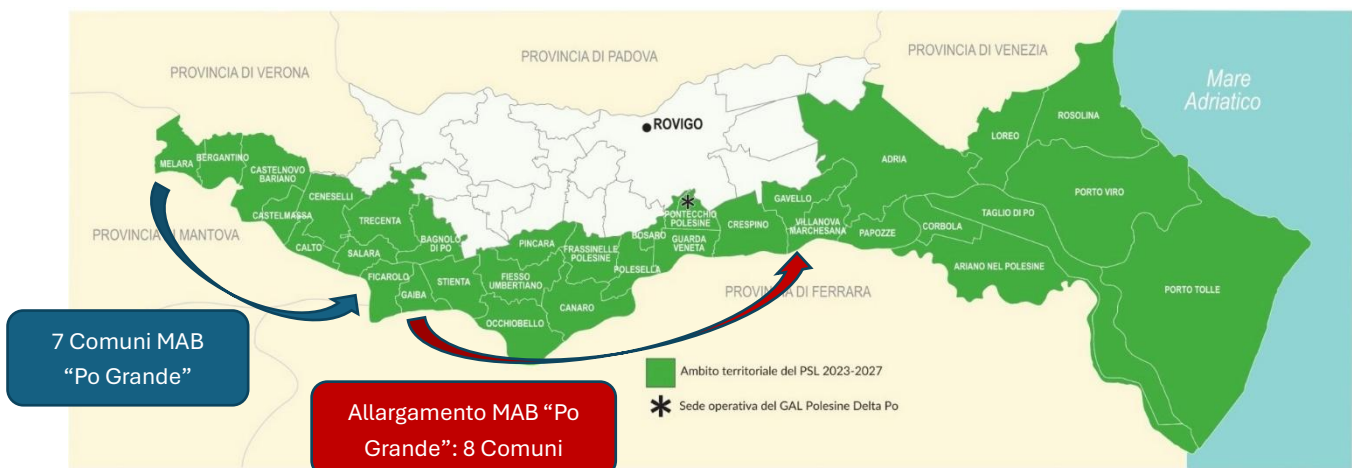 PROVINCIA DI PADOVA
PROVINCIA DI VENEZIA
PROVINCIA DI VERONA
Mare
Adriatico
ROVIGO
ROSOLINA
LOREO
MELARA
BERGANTINO
CASTELNOVO
BARIANO
CENESELLI
ADRIA
PORTO VIRO
GAVELLO
CASTELMASSA
TRECENTA
PONTECCHIO
POLESINE
CRESPINO
VILLANOVA
MARCHESANA
TAGLIO DI PO
PROVINCIA DI MANTOVA
CALTO
SALARA
BAGNOLO
DI PO
PINCARA
FRASSINELLE
POLESINE
BOSARO
GUARDA
VENETA
PAPOZZE
CORBOLA
ARIANO NEL POLESINE
FICAROLO
GAIBA
STIENTA
FIESSO
UMBERTIANO
POLESELLA
PROVINCIA DI FERRARA
PORTO TOLLE
CANARO
OCCHIOBELLO
7 Comuni MAB
“Po Grande”
Allargamento MAB “Po
Grande”: 8 Comuni
Ambito territoriale del PSL 2023-2027
Sede operativa del GAL Polesine Delta Po